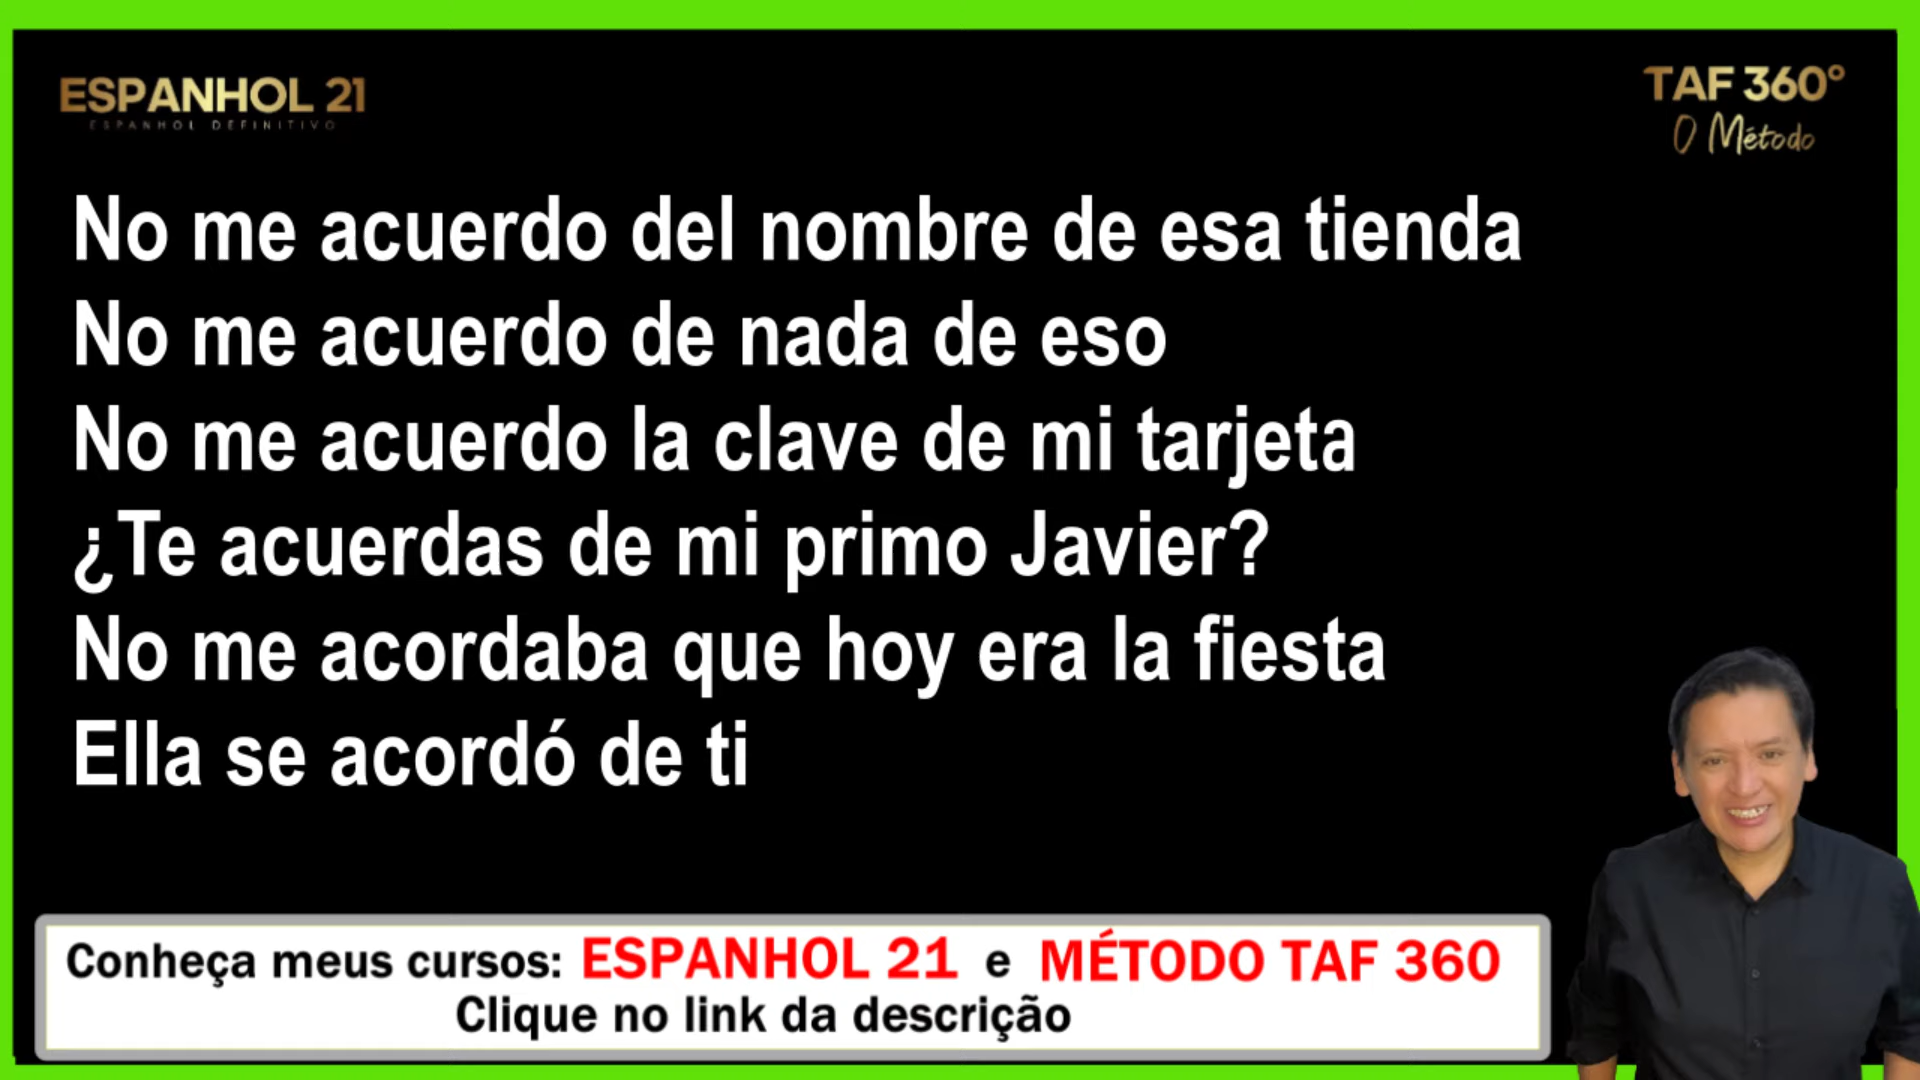 ESPANHOL 21
ESPANHOL DEFINITIVO
TAF 360°
O Método
No me acuerdo del nombre de esa tienda
No me acuerdo de nada de eso
No me acuerdo la clave de mi tarjeta
¿Te acuerdas de mi primo Javier?
No me acordaba que hoy era la fiesta
Ella se acordó de ti
Conheça meus cursos: ESPANHOL 21 e MÉTODO TAF 360
Clique no link da descrição